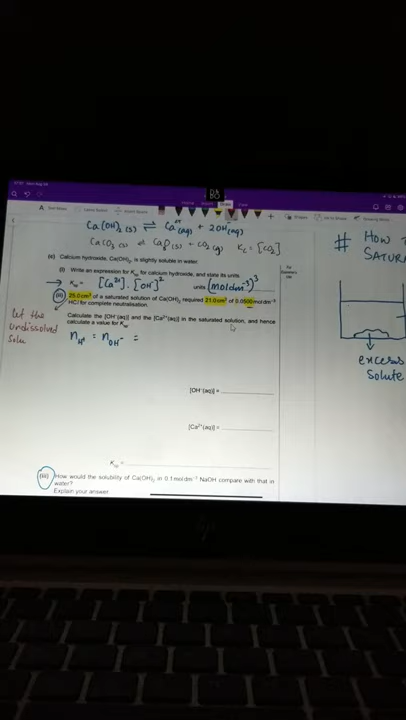 BB
Ca(OH)₂ (s) ⇌ Ca²⁺(aq) + 2OH⁻(aq)
CaCO₃ (s) ⇌ CaO (s) + CO₂ (g) Kc = [CO₂]
(c) Calcium hydroxide, Ca(OH)₂, is slightly soluble in water.
(i) Write an expression for Ksp for calcium hydroxide, and state its units
→ Ksp = [Ca²⁺] . [OH⁻]² units (moldm⁻³)³
(ii) 25.0 cm³ of a saturated solution of Ca(OH)₂ required 21.0 cm³ of 0.0500 mol dm⁻³
HCl for complete neutralisation.
Calculate the [OH⁻(aq)] and the [Ca²⁺(aq)] in the saturated solution, and hence
calculate a value for Ksp
let the
undissolved
nH⁺ = nOH⁻ =
[OH⁻(aq)] =
[Ca²⁺(aq)] =
Ksp =
(iii) How would the solubility of Ca(OH)₂ in 0.1 mol dm⁻³ NaOH compare with that in
water?
Explain your answer.
# HOW
SATUR
excess
Solute